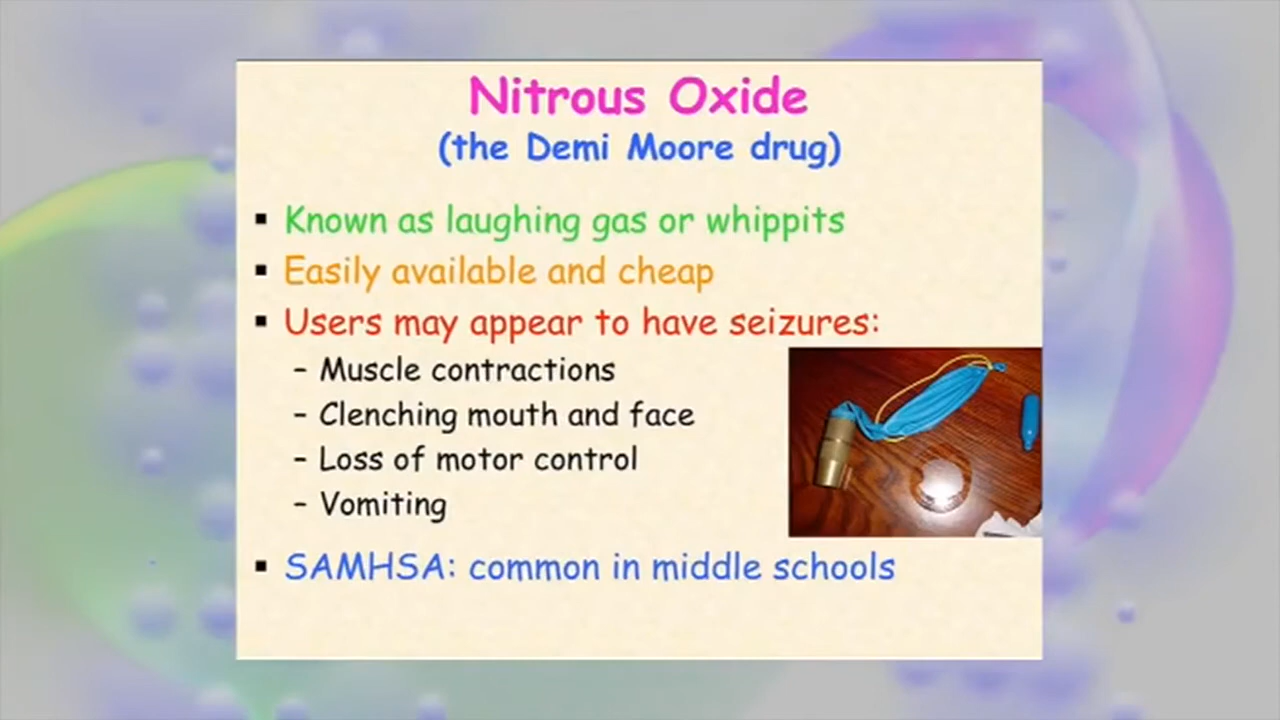 Nitrous Oxide
(the Demi Moore drug)
▪ Known as laughing gas or whippits
▪ Easily available and cheap
▪ Users may appear to have seizures:
– Muscle contractions
– Clenching mouth and face
– Loss of motor control
– Vomiting
▪ SAMHSA: common in middle schools